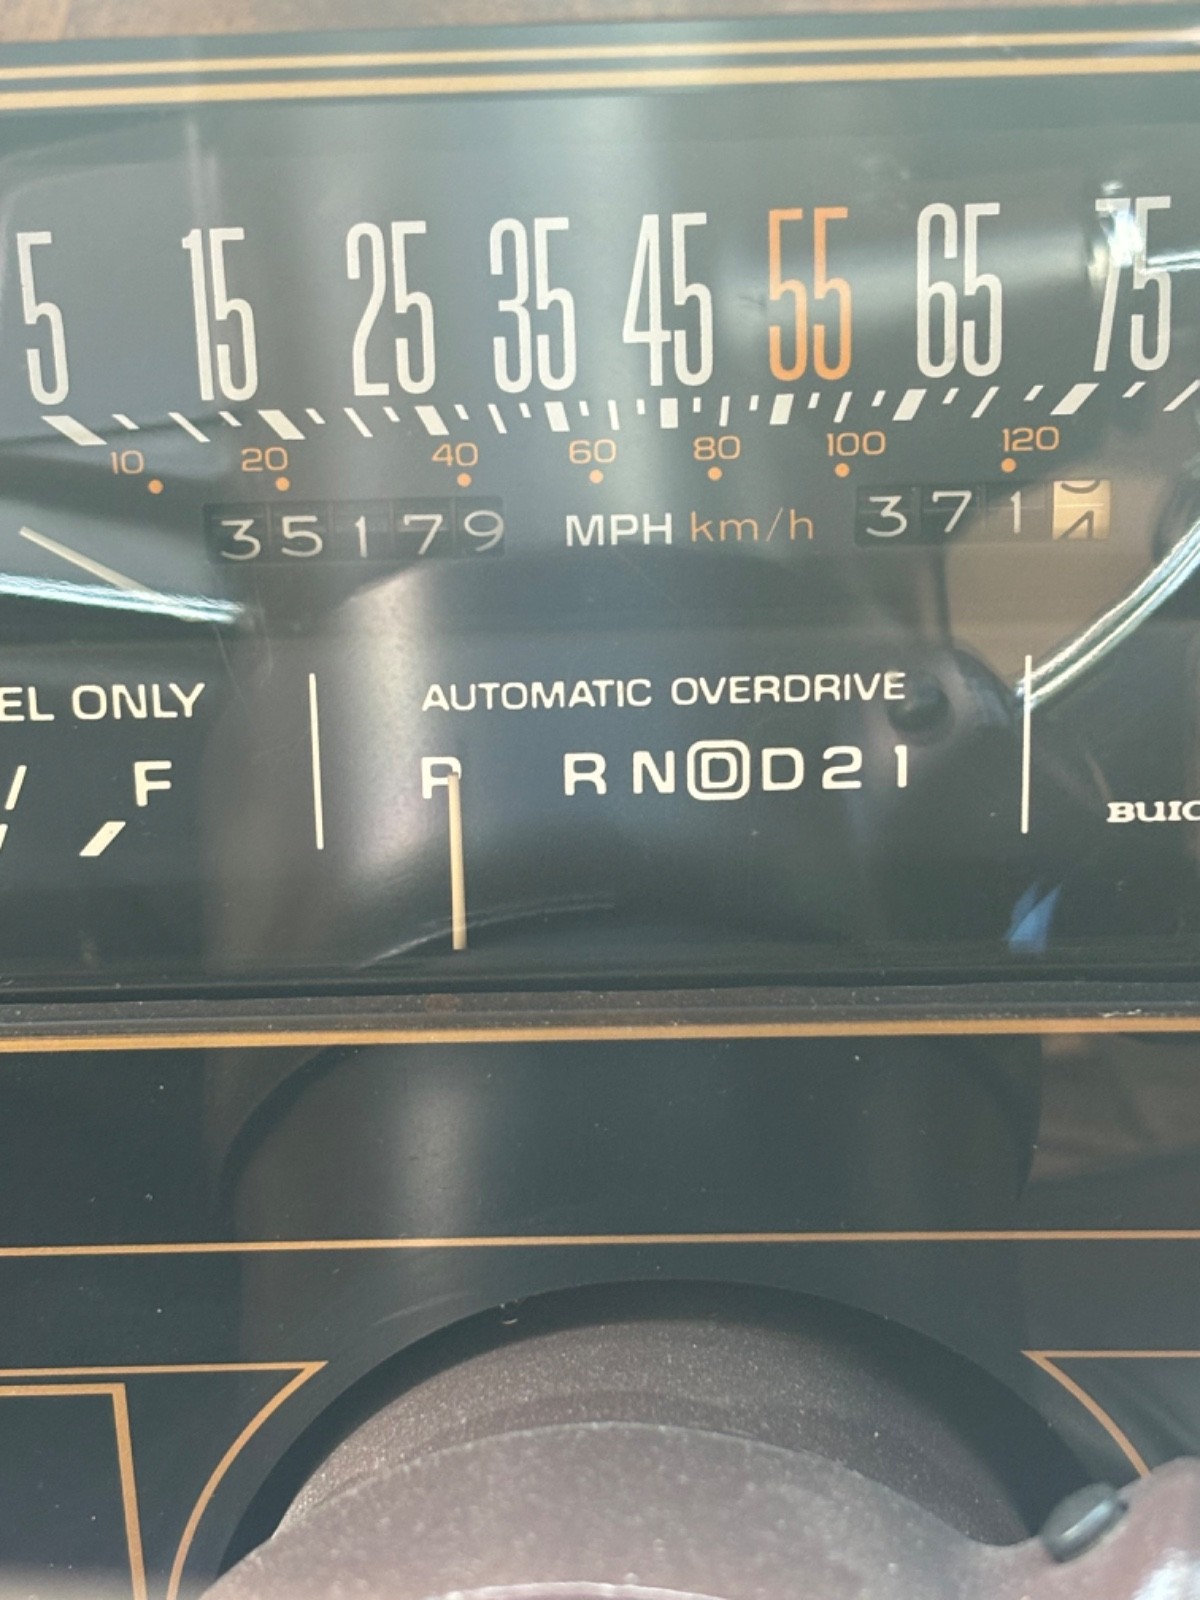 5 15 25 35 45 55 65 75
10 20 40 60 80 100 120
35179 MPH km/h 371
EL ONLY AUTOMATIC OVERDRIVE
F P R N D D 2 1
BUIC